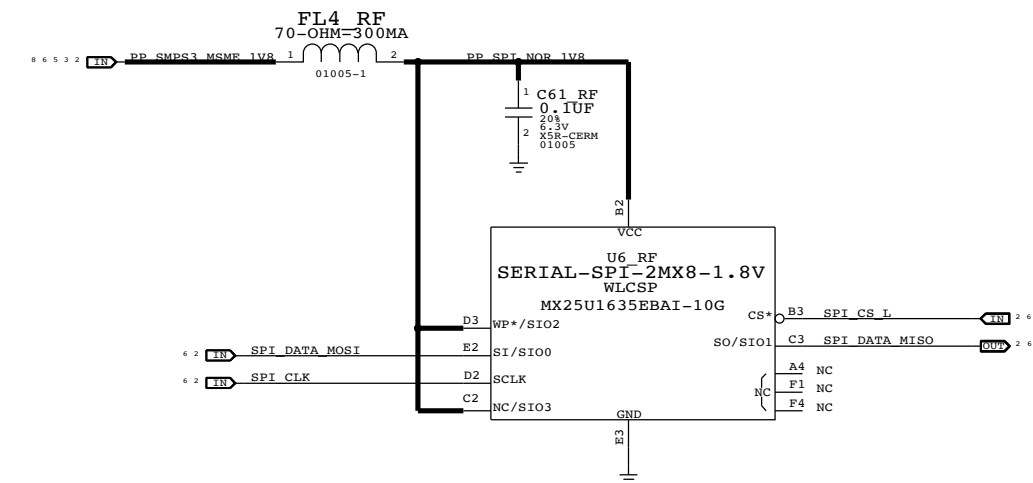 FL4_RF
70-OHM-300MA
8 6 5 3 2 IN PP_SMPS3_MSME_1V8 1 2 PP_SPI_NOR_1V8
01005-1
1 C61_RF
0.1UF
20%
6.3V
2 X5R-CERM
01005
B2
VCC
U6_RF
SERIAL-SPI-2MX8-1.8V
WLCSP
MX25U1635EBAI-10G
CS* B3 SPI_CS_L IN 2 6
D3 WP*/SIO2
SO/SIO1 C3 SPI_DATA_MISO OUT 2 6
6 2 IN SPI_DATA_MOSI E2 SI/SIO0
A4 NC
6 2 IN SPI_CLK D2 SCLK
NC F1 NC
C2 NC/SIO3
F4 NC
GND
E3